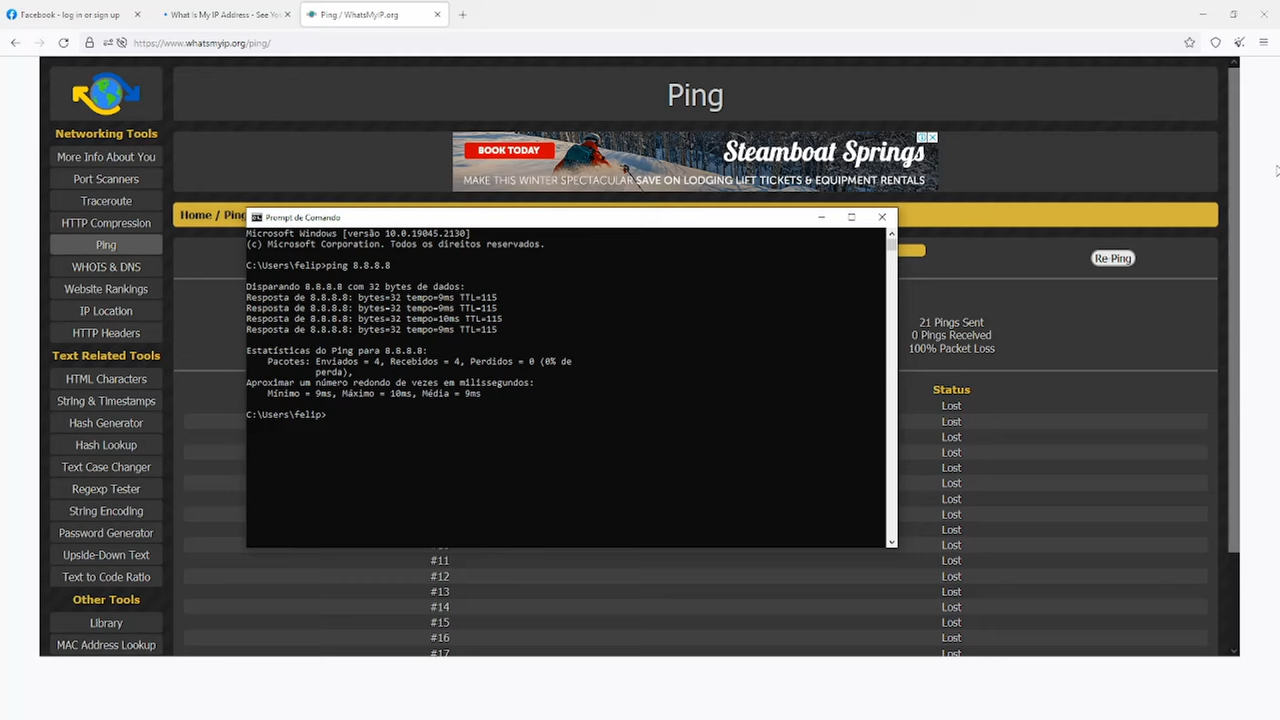 Facebook - log in or sign up
What Is My IP Address - See Yo
Ping / WhatsMyIP.org
https://www.whatsmyip.org/ping/
Ping
Networking Tools
More Info About You
Port Scanners
Traceroute
HTTP Compression
Ping
WHOIS & DNS
Website Rankings
IP Location
HTTP Headers
Text Related Tools
HTML Characters
String & Timestamps
Hash Generator
Hash Lookup
Text Case Changer
Regexp Tester
String Encoding
Password Generator
Upside-Down Text
Text to Code Ratio
Other Tools
Library
MAC Address Lookup
BOOK TODAY
Steamboat Springs
MAKE THIS WINTER SPECTACULAR SAVE ON LODGING LIFT TICKETS & EQUIPMENT RENTALS
Home / Ping
Prompt de Comando
Microsoft Windows [versão 10.0.19045.2130]
(c) Microsoft Corporation. Todos os direitos reservados.
C:\Users\felip>ping 8.8.8.8
Disparando 8.8.8.8 com 32 bytes de dados:
Resposta de 8.8.8.8: bytes=32 tempo=9ms TTL=115
Resposta de 8.8.8.8: bytes=32 tempo=9ms TTL=115
Resposta de 8.8.8.8: bytes=32 tempo=10ms TTL=115
Resposta de 8.8.8.8: bytes=32 tempo=9ms TTL=115
Estatísticas do Ping para 8.8.8.8:
Pacotes: Enviados = 4, Recebidos = 4, Perdidos = 0 (0% de
perda),
Aproximar um número redondo de vezes em milissegundos:
Mínimo = 9ms, Máximo = 10ms, Média = 9ms
C:\Users\felip>
Re-Ping
21 Pings Sent
0 Pings Received
100% Packet Loss
Status
Lost
Lost
Lost
Lost
Lost
Lost
Lost
Lost
Lost
Lost
#11 Lost
#12 Lost
#13 Lost
#14 Lost
#15 Lost
#16 Lost
#17 Lost